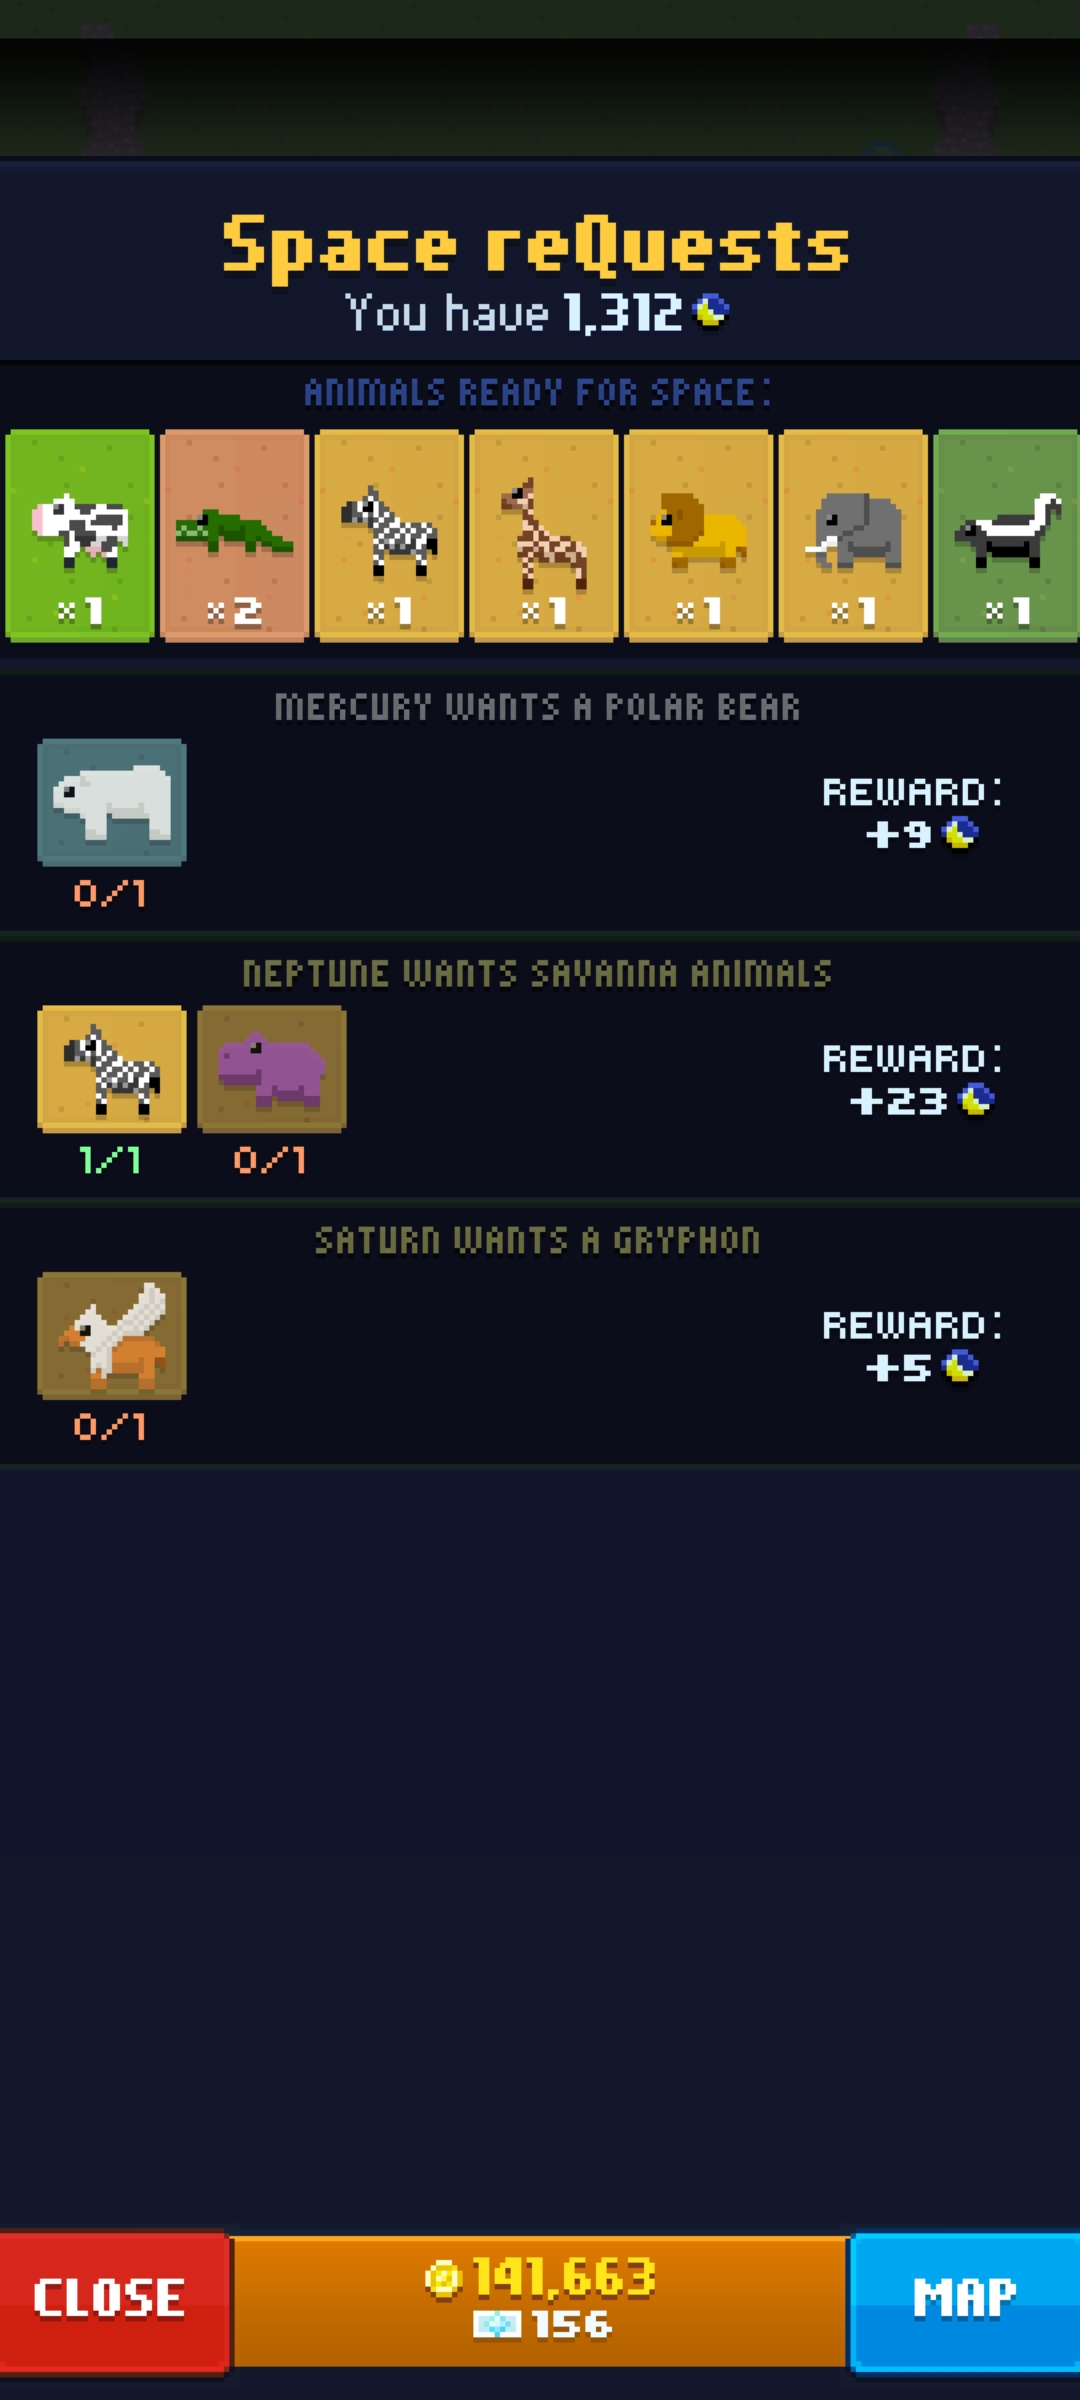 Space reQuests
You have 1,312
ANIMALS READY FOR SPACE:
×1 ×2 ×1 ×1 ×1 ×1 ×1
MERCURY WANTS A POLAR BEAR
REWARD:
+9
0/1
NEPTUNE WANTS SAVANNA ANIMALS
REWARD:
+23
1/1 0/1
SATURN WANTS A GRYPHON
REWARD:
+5
0/1
CLOSE
141,663
156
MAP